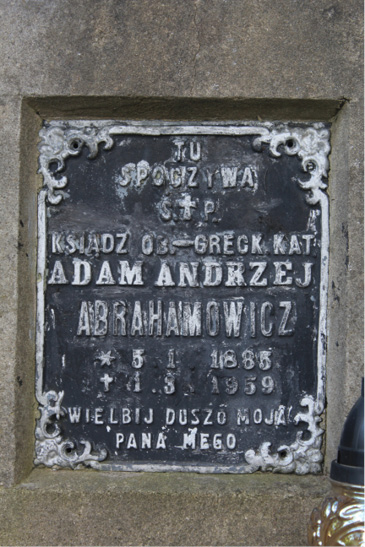 TU
SPOCZYWA
Ś.†P.
KSIĄDZ OB.-GRECK.KAT.
ADAM ANDRZEJ
ABRAHAMOWICZ
* 5 1 1885
† 1 3 1959
WIELBIJ DUSZO MOJA
PANA MEGO